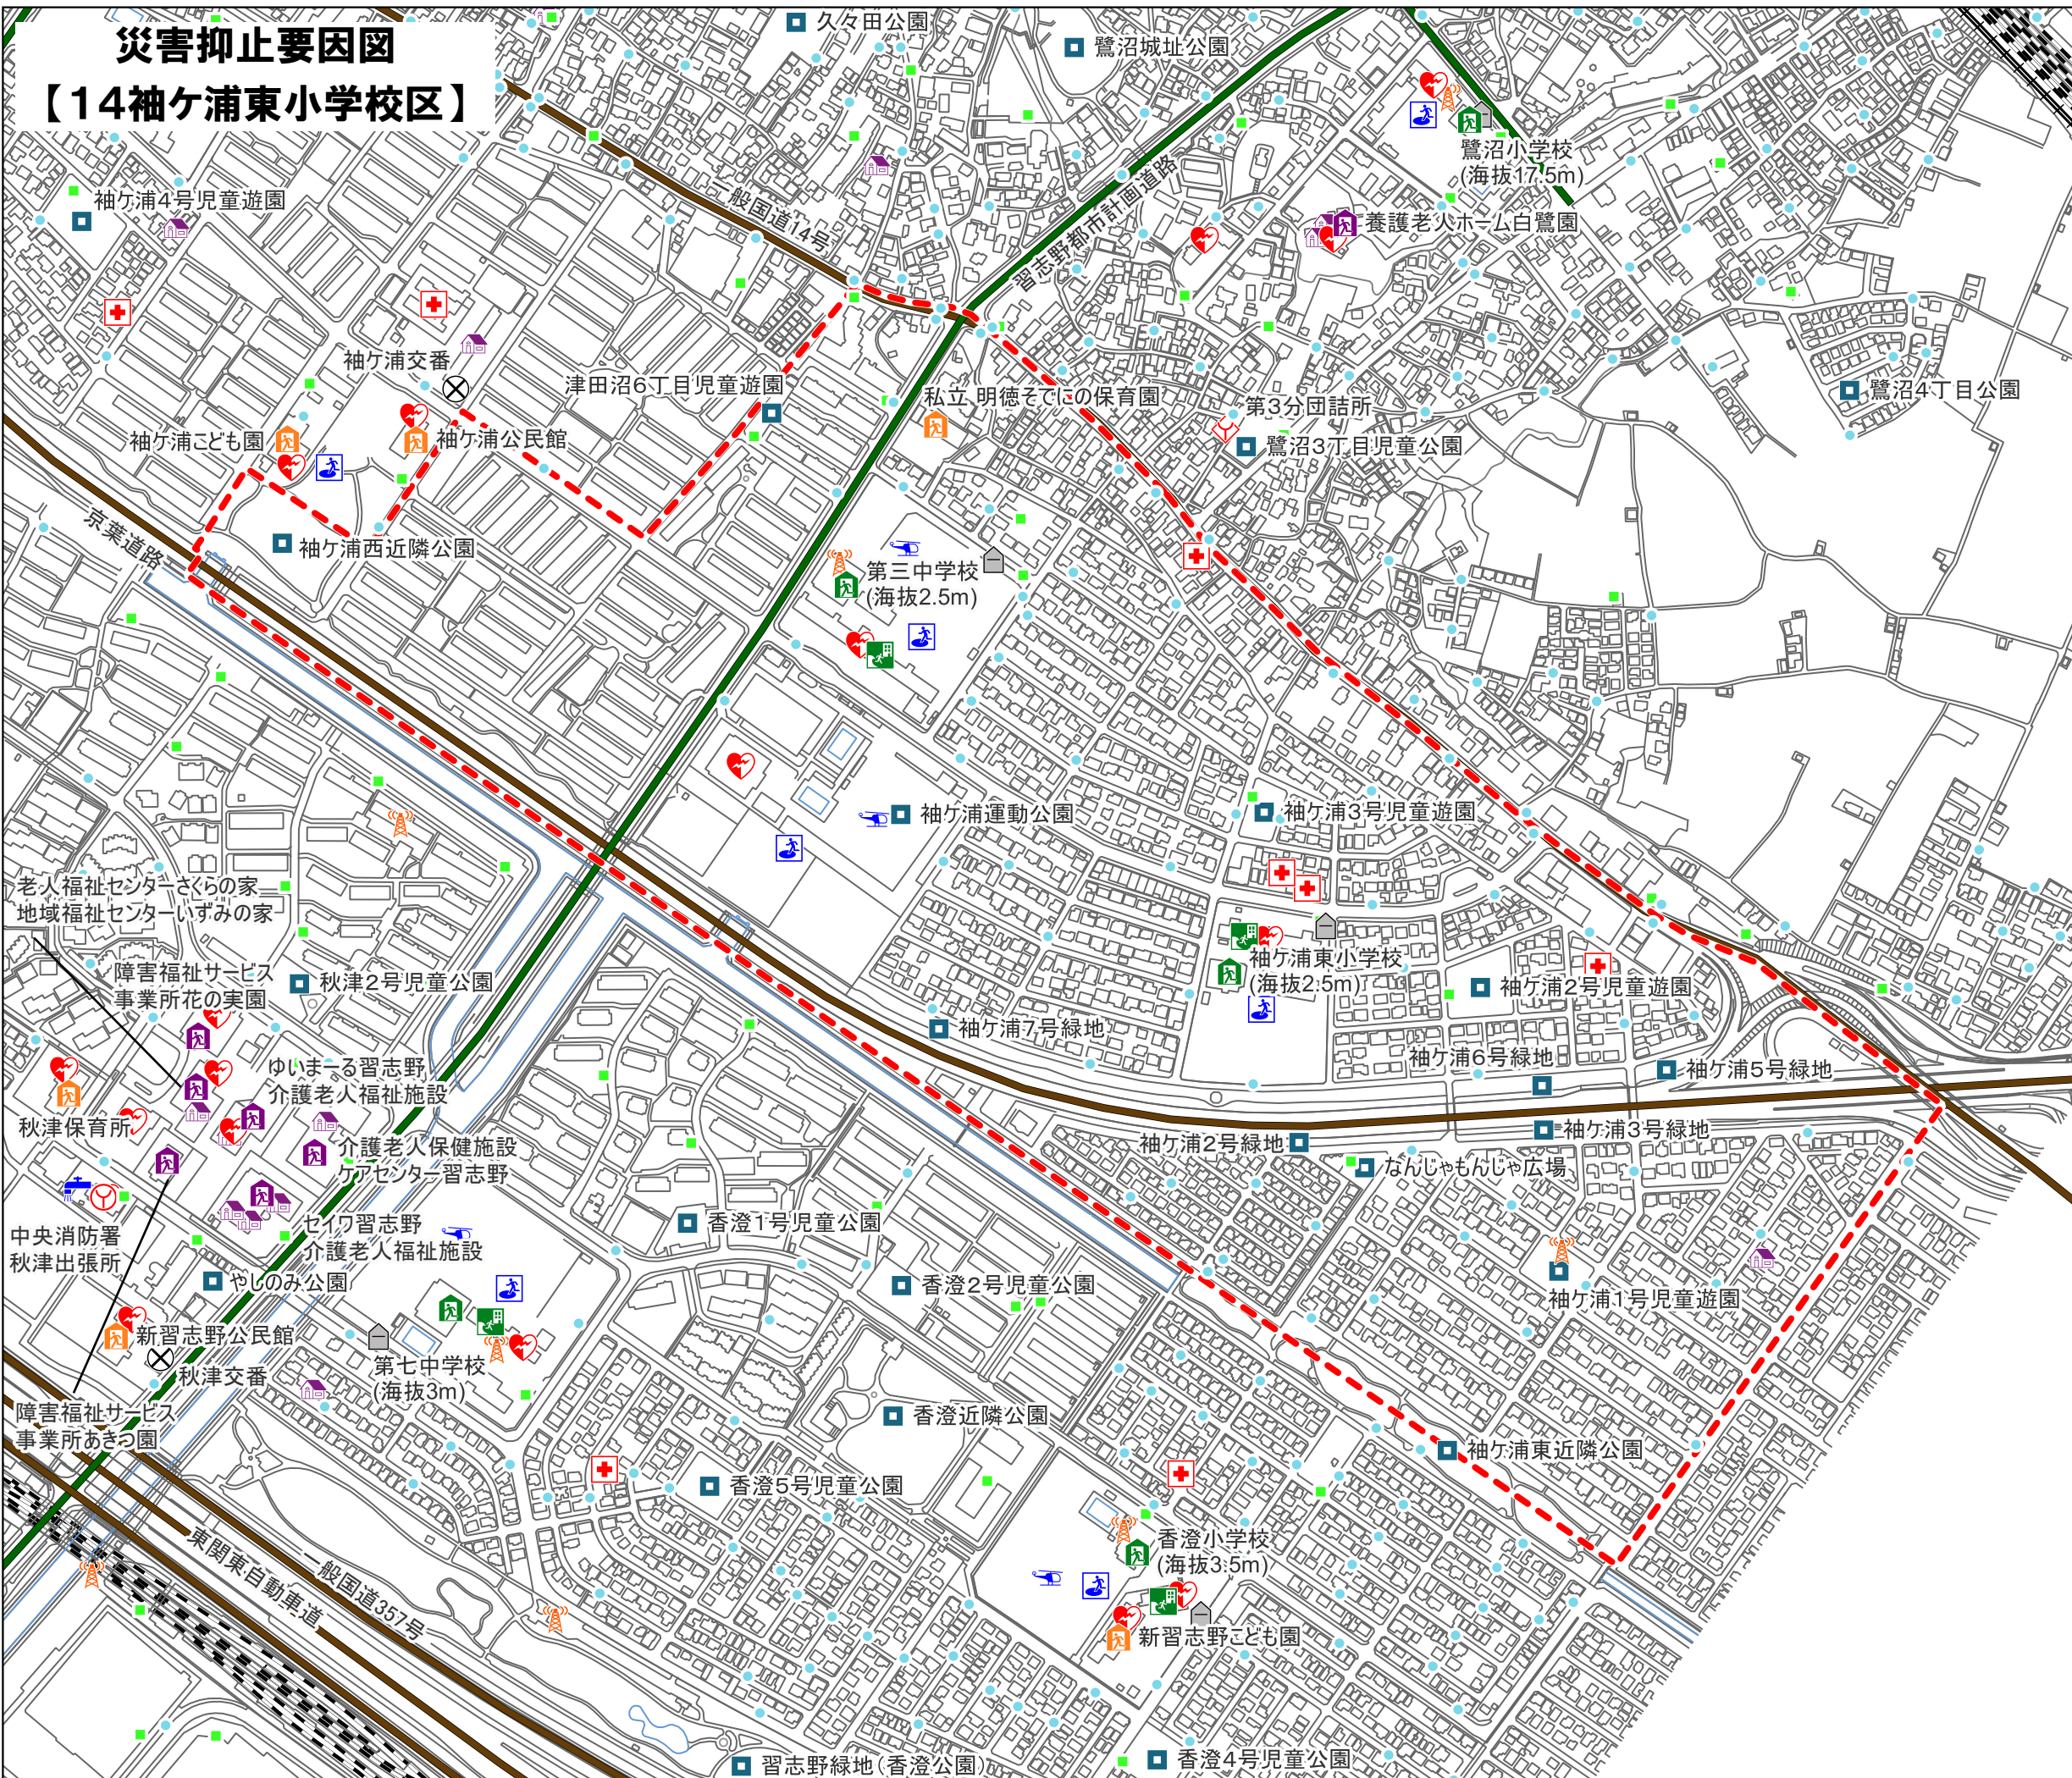 災害抑止要因図
【14袖ケ浦東小学校区】
久々田公園
鷺沼城址公園
鷺沼小学校
(海抜17.5m)
袖ケ浦4号児童遊園
一般国道14号
習志野都市計画道路
養護老人ホーム白鷺園
袖ケ浦交番
津田沼6丁目児童遊園
私立 明徳そでにの保育園
第3分団詰所
鷺沼4丁目公園
袖ケ浦こども園
袖ケ浦公民館
鷺沼3丁目児童公園
京葉道路
袖ケ浦西近隣公園
第三中学校
(海抜2.5m)
袖ケ浦運動公園
袖ケ浦3号児童遊園
老人福祉センターさくらの家
地域福祉センターいずみの家
障害福祉サービス
事業所花の実園
秋津2号児童公園
袖ケ浦東小学校
(海抜2.5m)
袖ケ浦2号児童遊園
袖ケ浦7号緑地
袖ケ浦6号緑地
袖ケ浦5号緑地
ゆいまーる習志野
介護老人福祉施設
秋津保育所
介護老人保健施設
ケアセンター習志野
袖ケ浦2号緑地
袖ケ浦3号緑地
なんじゃもんじゃ広場
中央消防署
秋津出張所
セイワ習志野
介護老人福祉施設
香澄1号児童公園
やしのみ公園
香澄2号児童公園
袖ケ浦1号児童遊園
新習志野公民館
秋津交番
第七中学校
(海抜3m)
障害福祉サービス
事業所あきつ園
香澄近隣公園
袖ケ浦東近隣公園
香澄5号児童公園
東関東自動車道
一般国道357号
香澄小学校
(海抜3.5m)
新習志野こども園
習志野緑地(香澄公園)
香澄4号児童公園